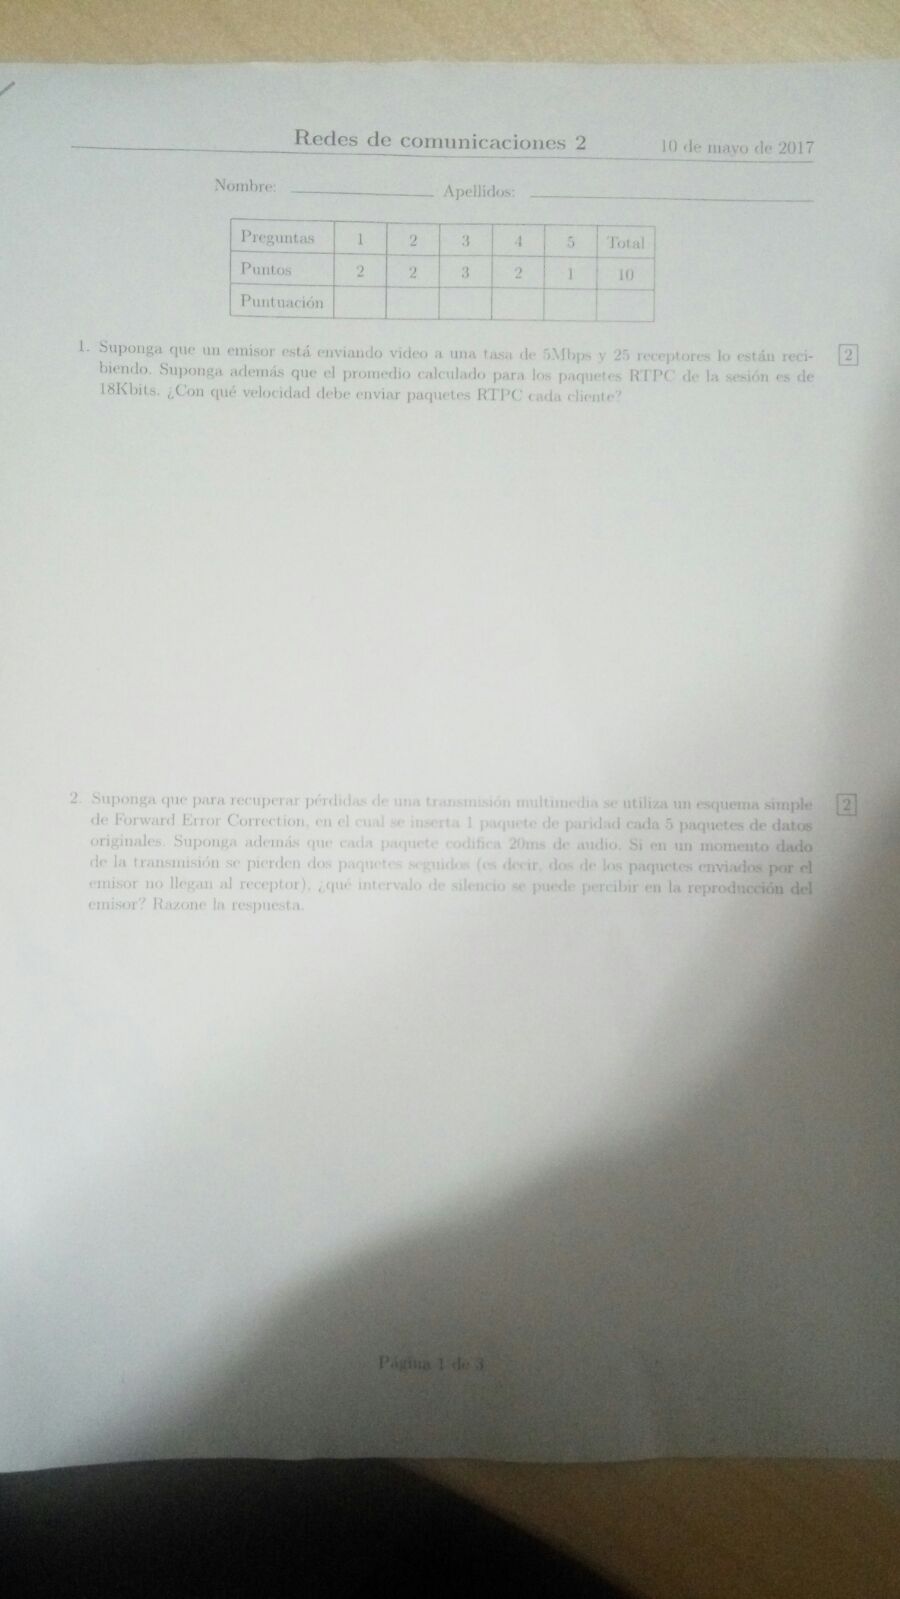 Redes de comunicaciones 2 10 de mayo de 2017
Nombre: Apellidos:
Preguntas 1 2 3 4 5 Total
Puntos 2 2 3 2 1 10
Puntuación
1. Suponga que un emisor está enviando video a una tasa de 5Mbps y 25 receptores lo están reci- 2
biendo. Suponga además que el promedio calculado para los paquetes RTPC de la sesión es de
18Kbits. ¿Con qué velocidad debe enviar paquetes RTPC cada cliente?
2. Suponga que para recuperar pérdidas de una transmisión multimedia se utiliza un esquema simple 2
de Forward Error Correction, en el cual se inserta 1 paquete de paridad cada 5 paquetes de datos
originales. Suponga además que cada paquete codifica 20ms de audio. Si en un momento dado
de la transmisión se pierden dos paquetes seguidos (es decir, dos de los paquetes enviados por el
emisor no llegan al receptor), ¿qué intervalo de silencio se puede percibir en la reproducción del
emisor? Razone la respuesta.
Página 1 de 3